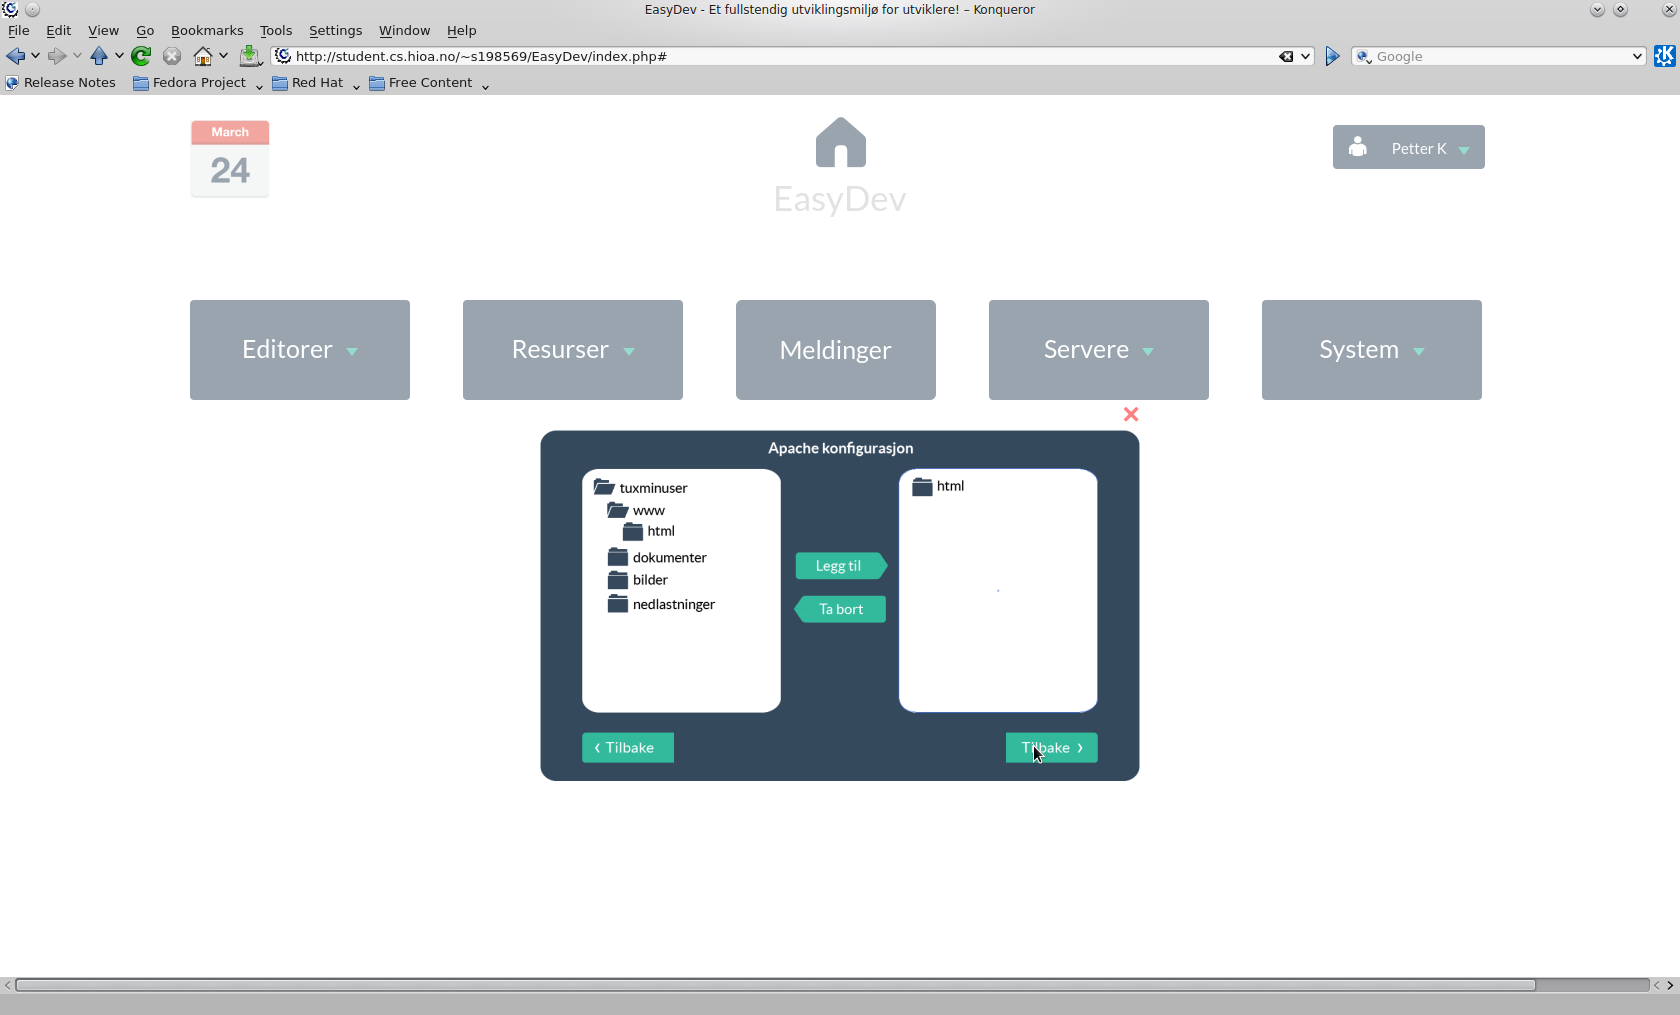 EasyDev - Et fullstendig utviklingsmiljø for utviklere! – Konqueror
File Edit View Go Bookmarks Tools Settings Window Help
http://student.cs.hioa.no/~s198569/EasyDev/index.php#
Google
Release Notes Fedora Project Red Hat Free Content
March
24
EasyDev
Petter K
Editorer Resurser Meldinger Servere System
Apache konfigurasjon
tuxminuser
www
html
dokumenter
bilder
nedlastninger
Legg til
Ta bort
html
‹ Tilbake
Tilbake ›